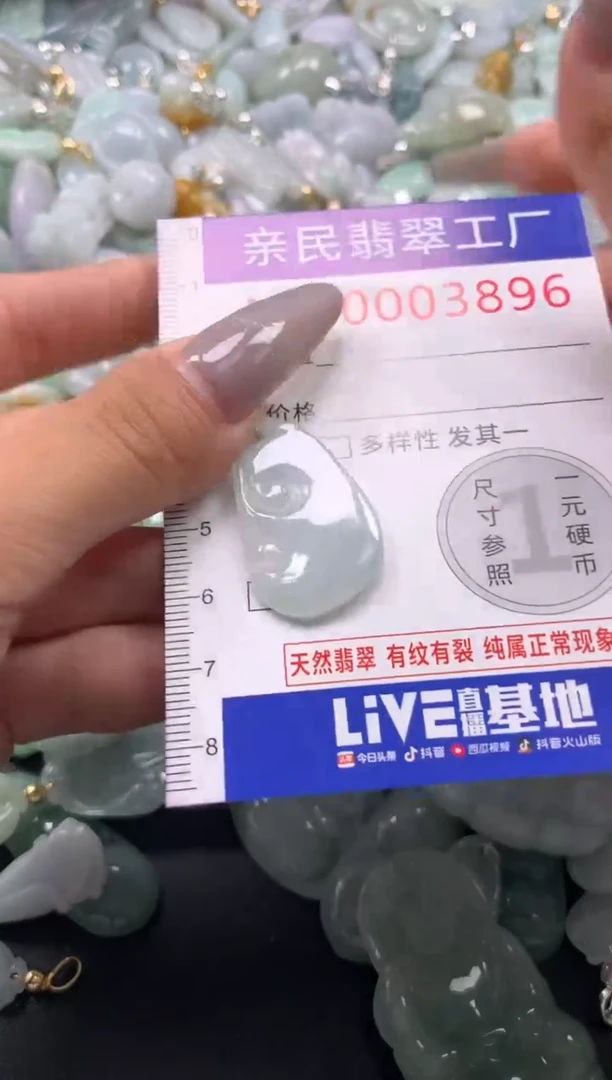 亲民翡翠工厂
0003896
价格
多样性 发其一
尺寸参照
1
一元硬币
5
6
7
8
天然翡翠 有纹有裂 纯属正常现象
LiVE直播基地
头条 今日头条 抖音 西瓜视频 抖音火山版